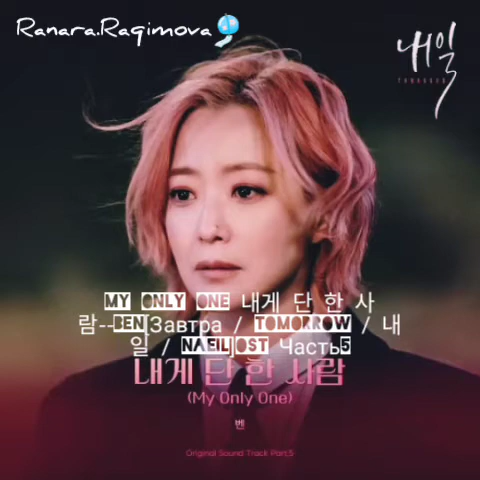 Ranara.Raqimova
내일
TOMORROW
MY ONLY ONE 내게 단 한 사
람--BEN[Завтра / TOMORROW / 내
일 / NAEIL]OST Часть5
내게 단 한 사람
(My Only One)
벤
Original Sound Track Part.5